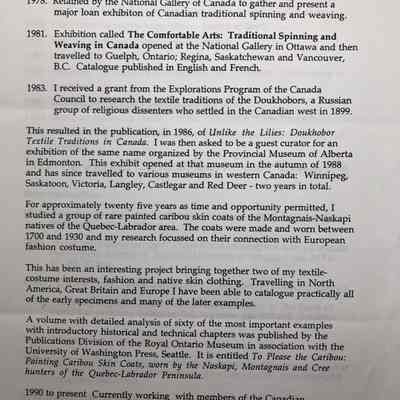 1978. Retained by the National Gallery of Canada to gather and present a
major loan exhibiton of Canadian traditional spinning and weaving.
1981. Exhibition called The Comfortable Arts: Traditional Spinning and
Weaving in Canada opened at the National Gallery in Ottawa and then
travelled to Guelph, Ontario; Regina, Saskatchewan and Vancouver,
B.C. Catalogue published in English and French.
1983. I received a grant from the Explorations Program of the Canada
Council to research the textile traditions of the Doukhobors, a Russian
group of religious dissenters who settled in the Canadian west in 1899.
This resulted in the publication, in 1986, of Unlike the Lilies: Doukhobor
Textile Traditions in Canada. I was then asked to be a guest curator for an
exhibition of the same name organized by the Provincial Museum of Alberta
in Edmonton. This exhibit opened at that museum in the autumn of 1988
and has since travelled to various museums in western Canada: Winnipeg,
Saskatoon, Victoria, Langley, Castlegar and Red Deer - two years in total.
For approximately twenty five years as time and opportunity permitted, I
studied a group of rare painted caribou skin coats of the Montagnais-Naskapi
natives of the Quebec-Labrador area. The coats were made and worn between
1700 and 1930 and my research focussed on their connection with European
fashion costume.
This has been an interesting project bringing together two of my textile-
costume interests, fashion and native skin clothing. Travelling in North
America, Great Britain and Europe I have been able to catalogue practically all
of the early specimens and many of the later examples.
A volume with detailed analysis of sixty of the most important examples
with introductory historical and technical chapters was published by the
Publications Division of the Royal Ontario Museum in association with the
University of Washington Press, Seattle. It is entitled To Please the Caribou:
Painting Caribou Skin Coats, worn by the Naskapi, Montagnais and Cree
hunters of the Quebec-Labrador Peninsula.
1990 to present Currently working with members of the Canadian